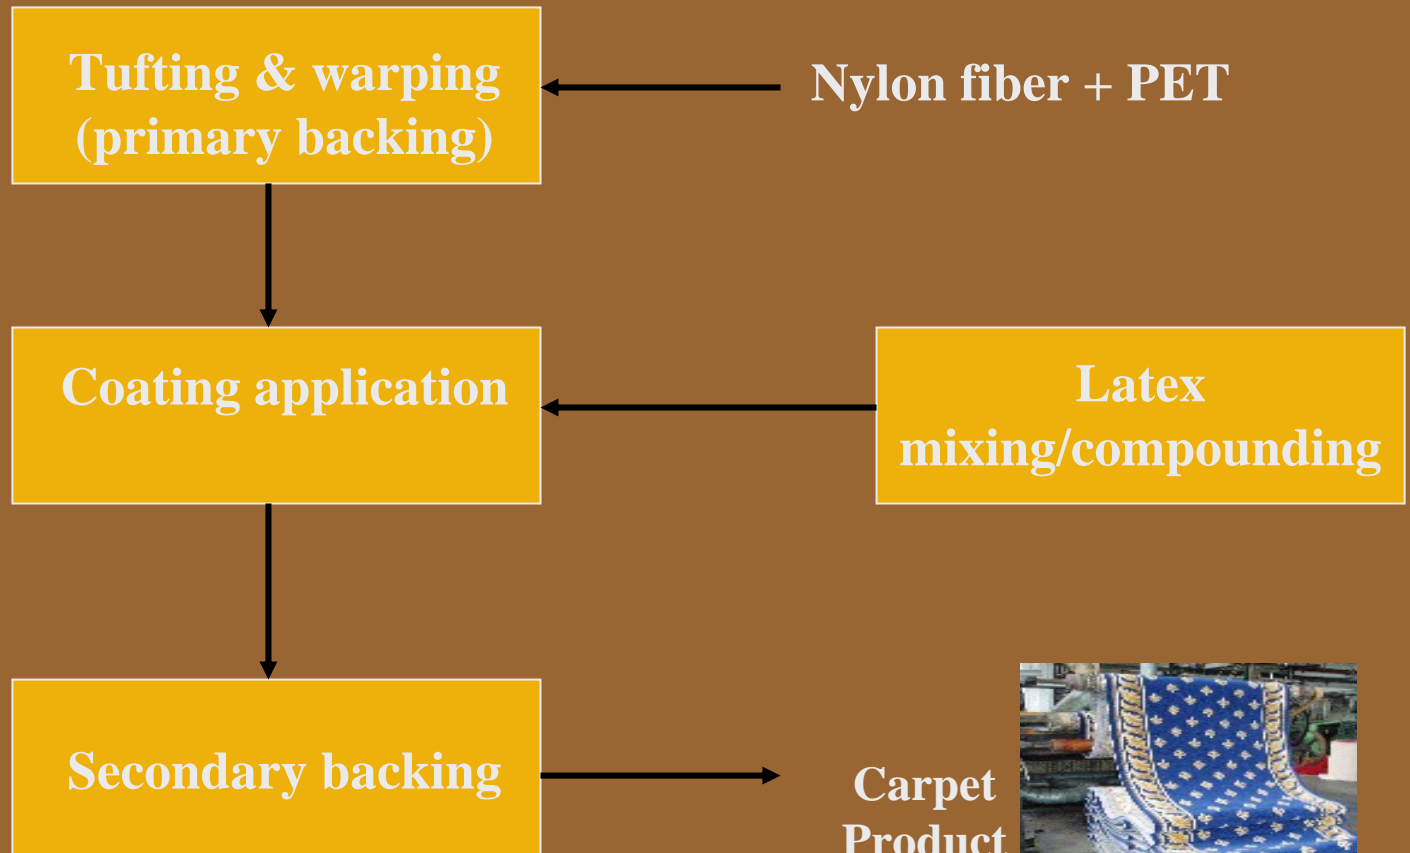 Tufting & warping
(primary backing)
Nylon fiber + PET
Coating application
Latex
mixing/compounding
Secondary backing
Carpet
Product